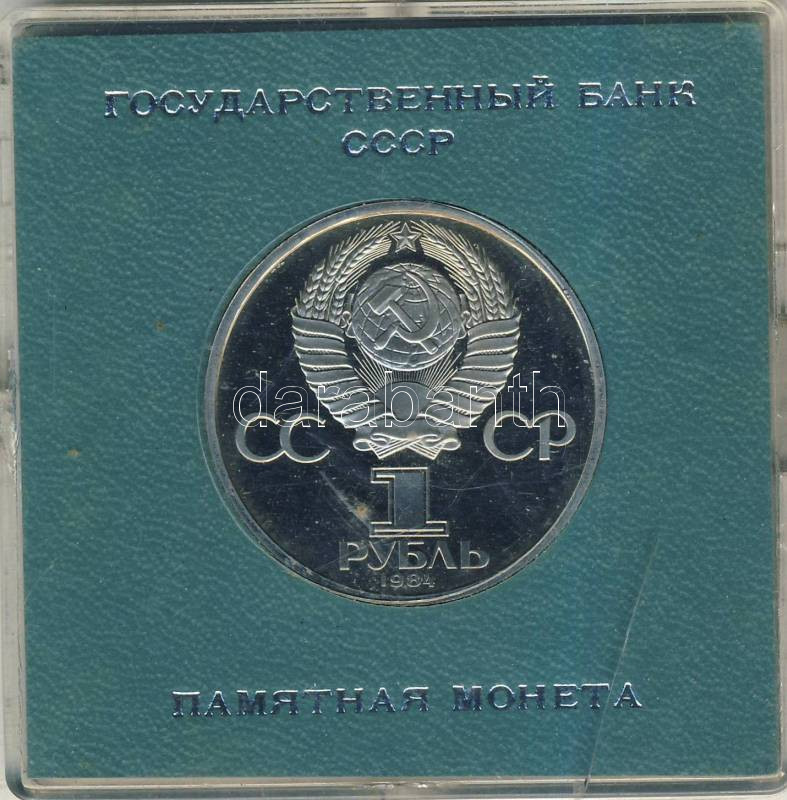 ГОСУДАРСТВЕННЫЙ БАНК
СССР
darabanth
СС СР
1
РУБЛЬ
1984
ПАМЯТНАЯ МОНЕТА